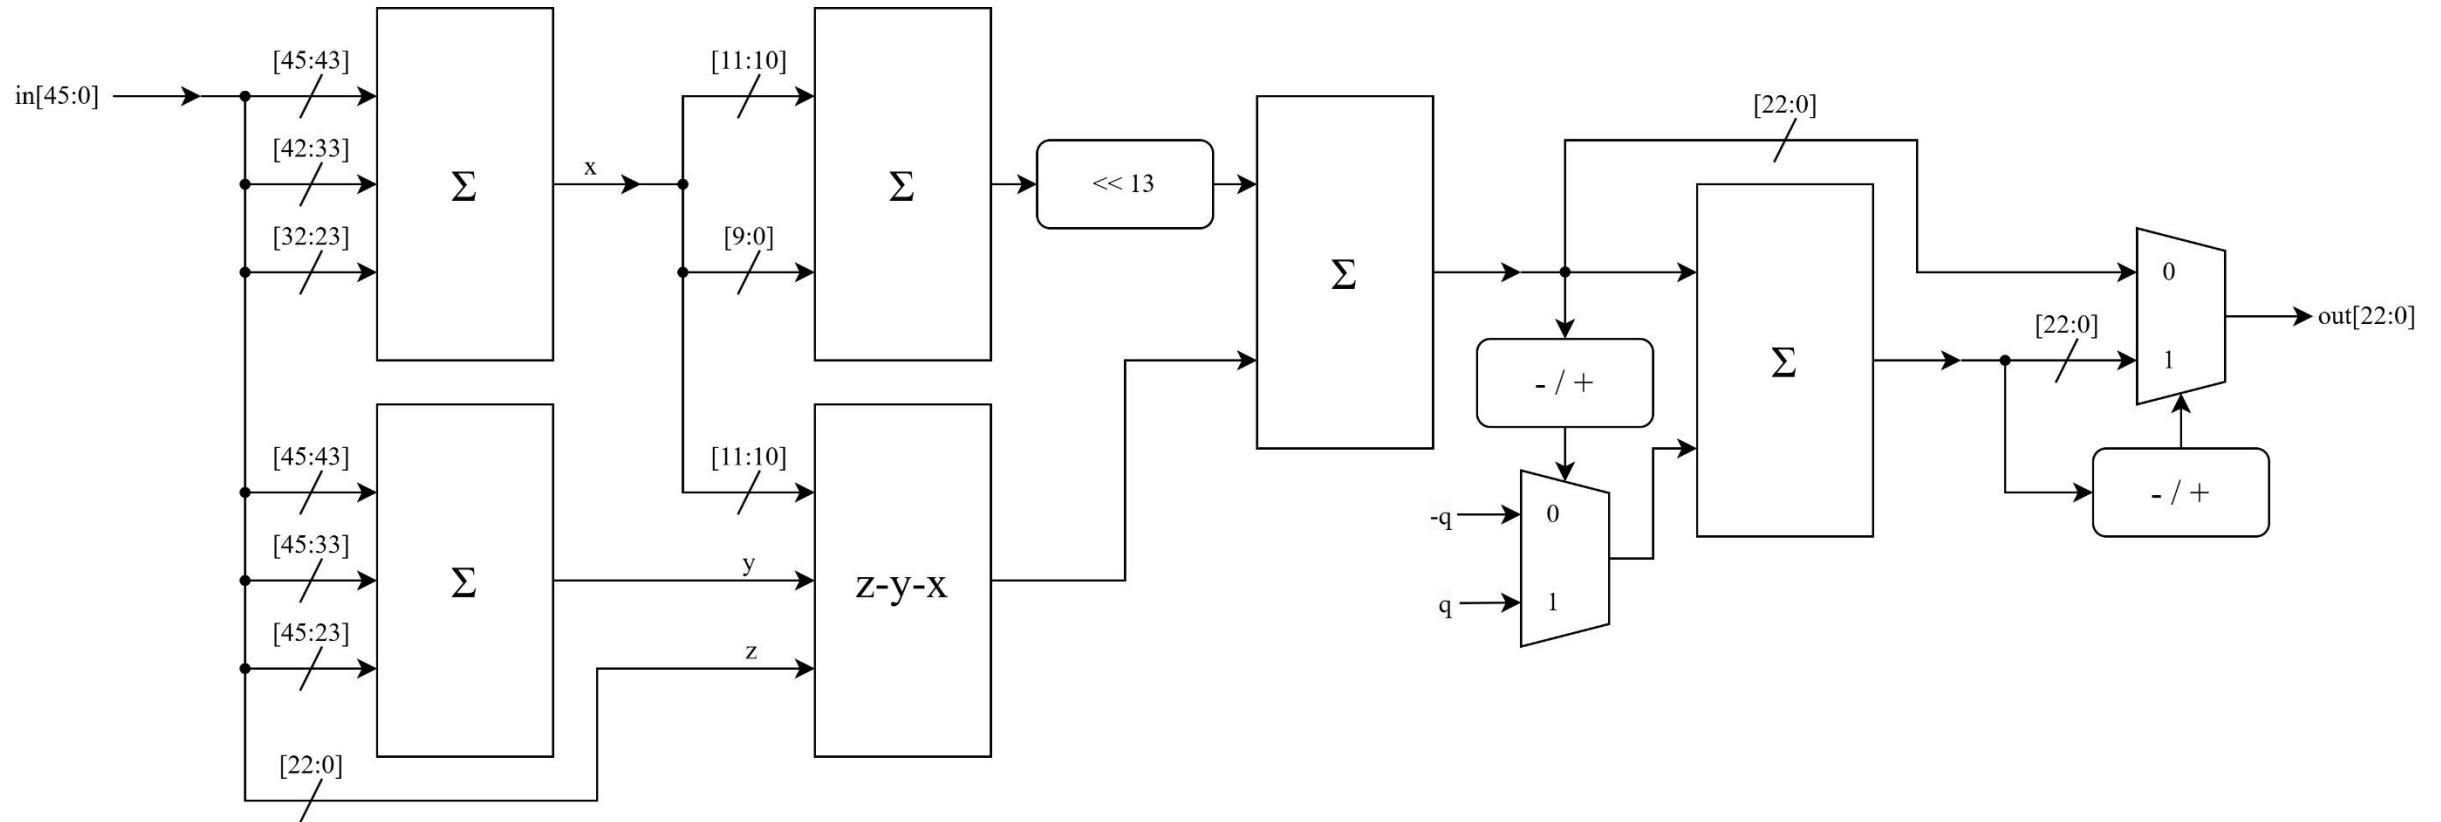 in[45:0]
[45:43]
[42:33]
[32:23]
Σ
x
[11:10]
[9:0]
Σ
<< 13
[45:43]
[45:33]
[45:23]
[22:0]
Σ
[11:10]
y
z
z-y-x
Σ
[22:0]
- / +
-q
q
0
1
Σ
[22:0]
- / +
0
1
out[22:0]